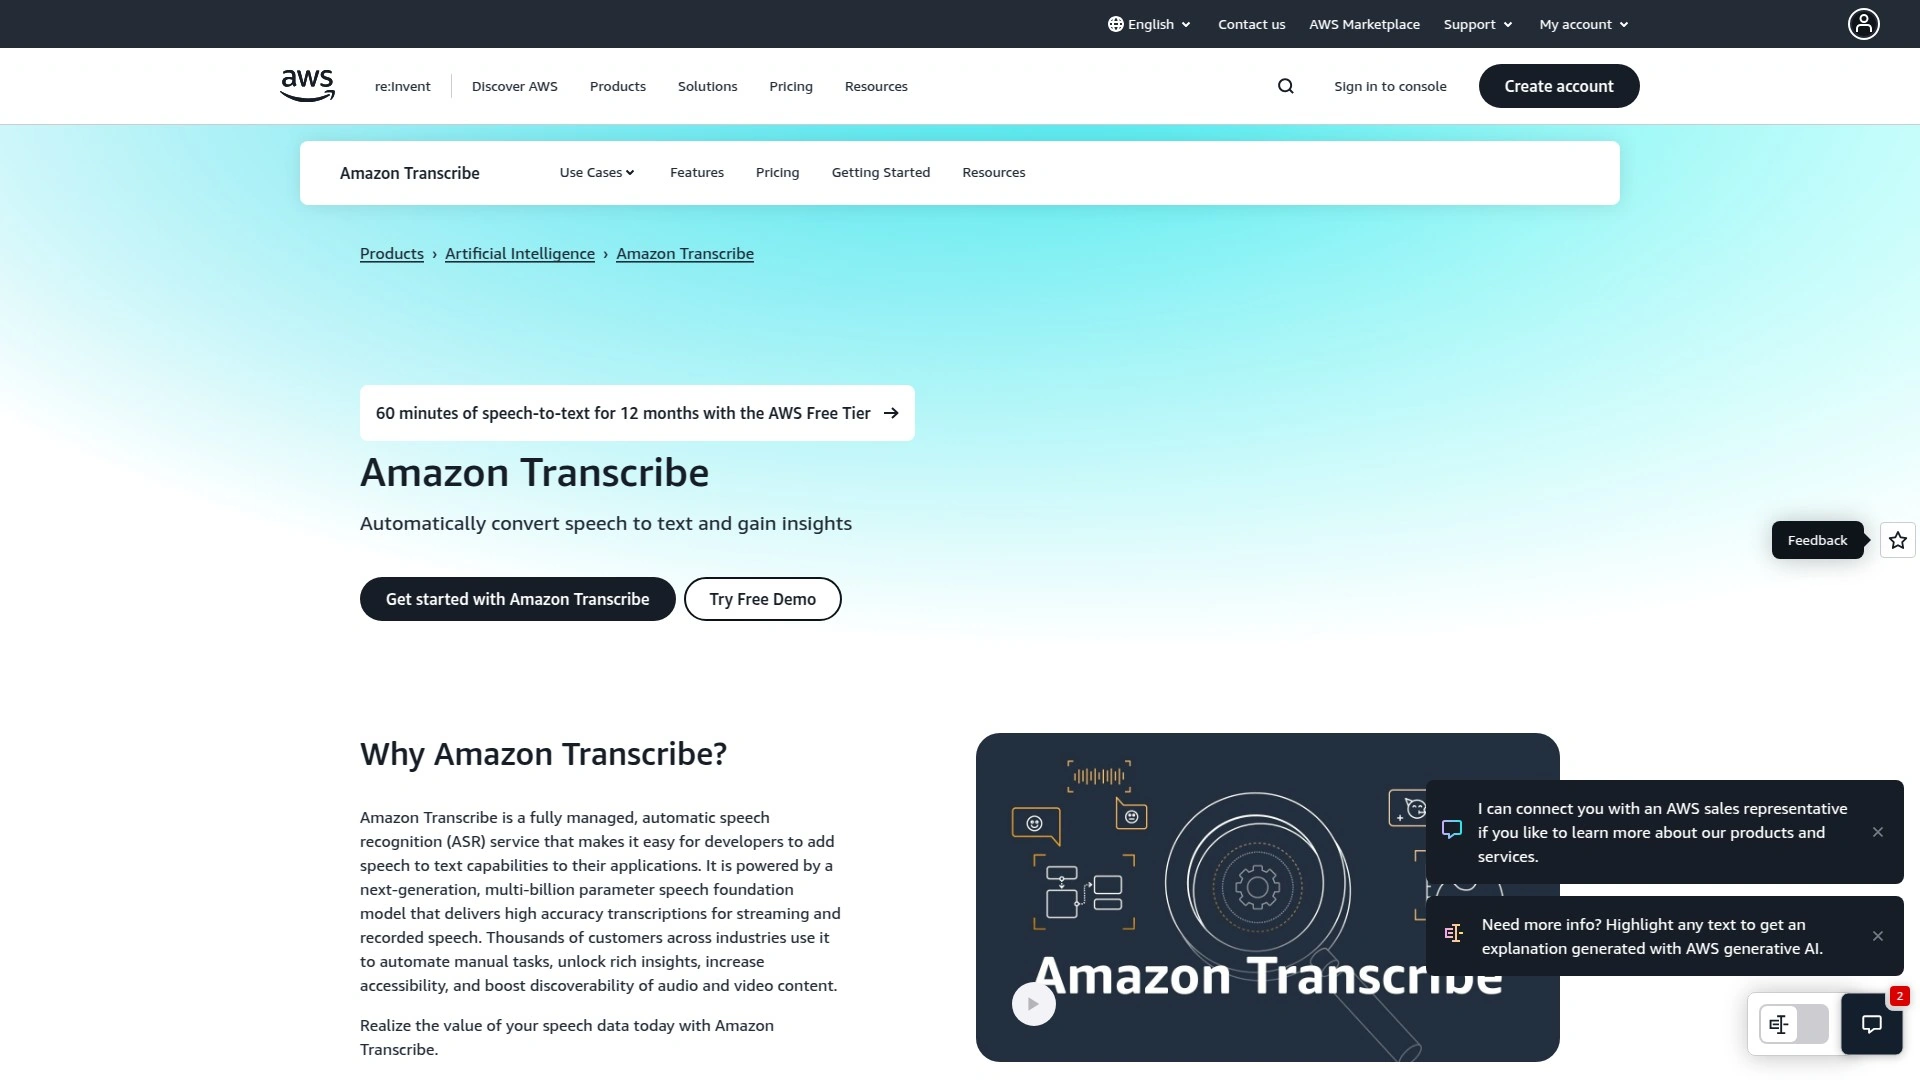 English
Contact us
AWS Marketplace
Support
My account
aws
re:Invent
Discover AWS
Products
Solutions
Pricing
Resources
Sign in to console
Create account
Amazon Transcribe
Use Cases
Features
Pricing
Getting Started
Resources
Products › Artificial Intelligence › Amazon Transcribe
60 minutes of speech-to-text for 12 months with the AWS Free Tier →
Amazon Transcribe
Automatically convert speech to text and gain insights
Get started with Amazon Transcribe
Try Free Demo
Feedback
Why Amazon Transcribe?
Amazon Transcribe is a fully managed, automatic speech
recognition (ASR) service that makes it easy for developers to add
speech to text capabilities to their applications. It is powered by a
next-generation, multi-billion parameter speech foundation
model that delivers high accuracy transcriptions for streaming and
recorded speech. Thousands of customers across industries use it
to automate manual tasks, unlock rich insights, increase
accessibility, and boost discoverability of audio and video content.
Realize the value of your speech data today with Amazon
Transcribe.
Amazon Transcribe
I can connect you with an AWS sales representative
if you like to learn more about our products and
services.
Need more info? Highlight any text to get an
explanation generated with AWS generative AI.
2